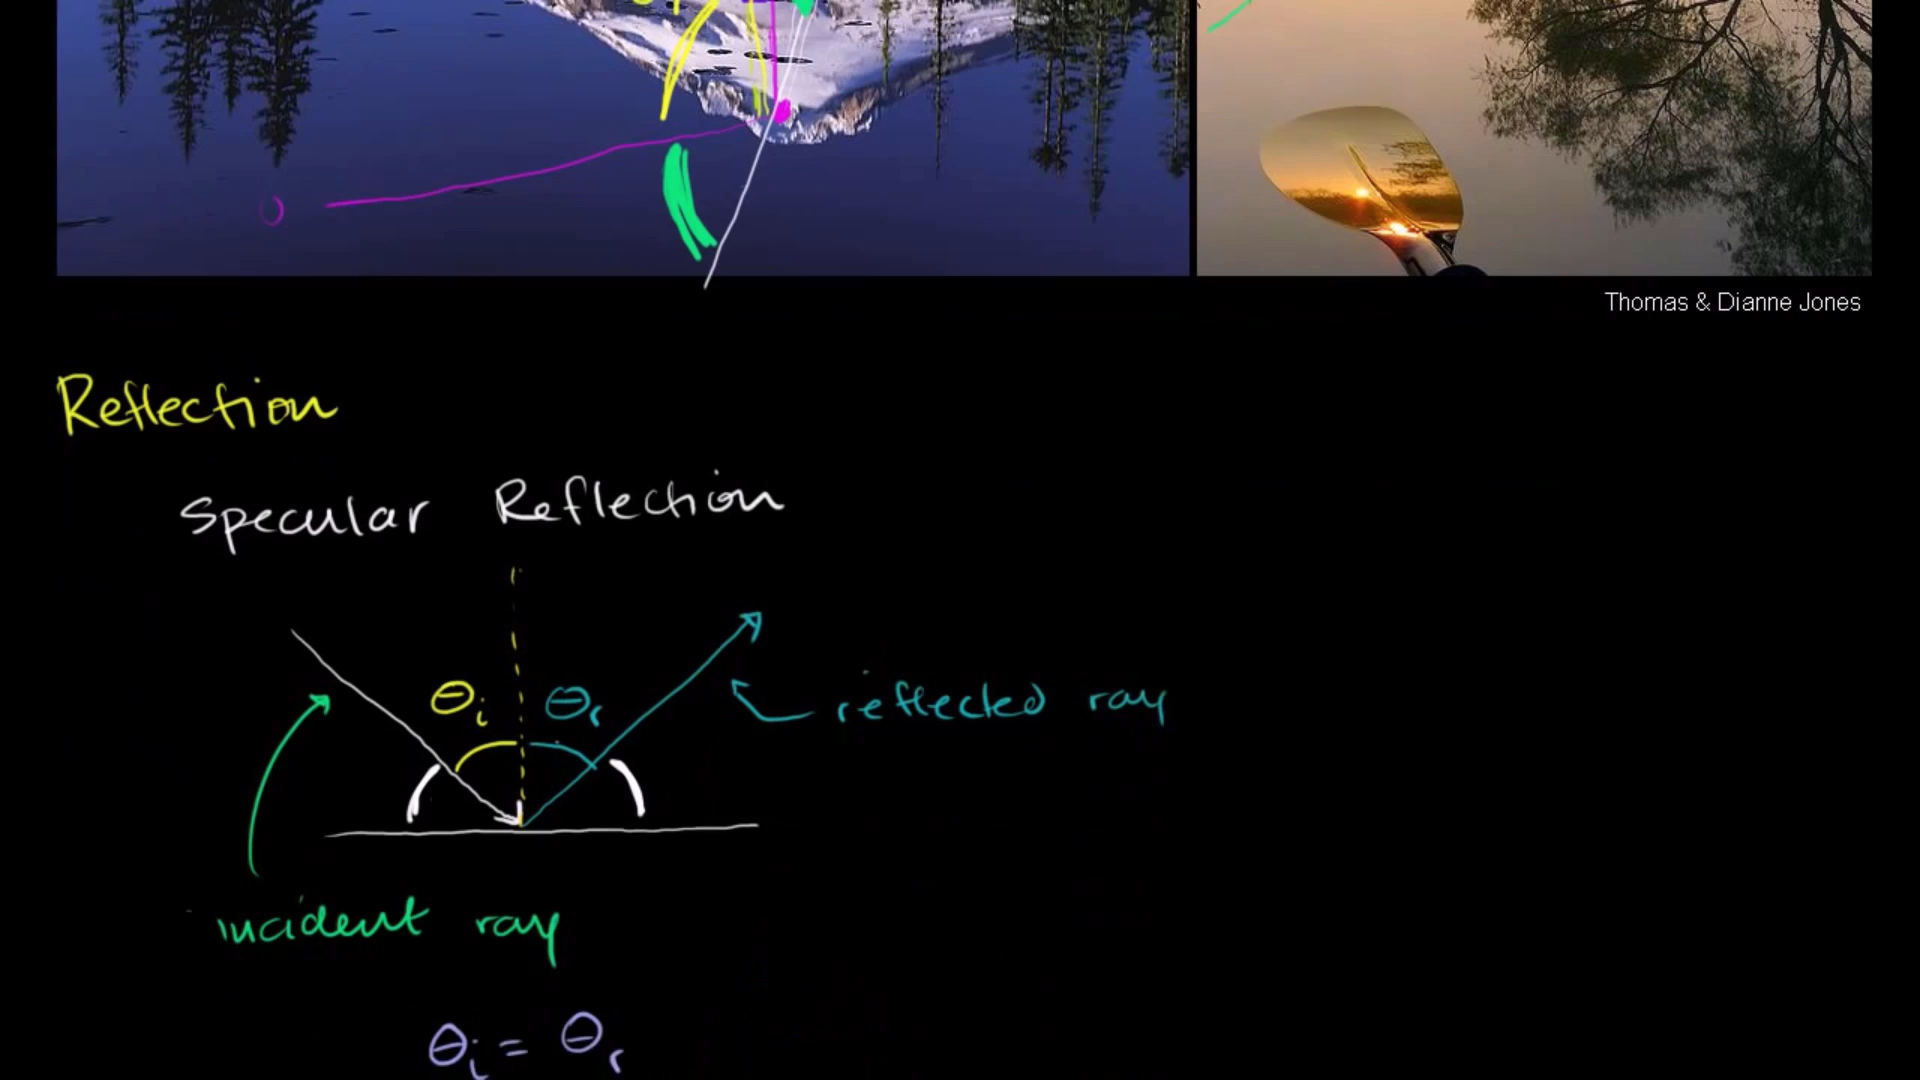 Thomas & Dianne Jones
Reflection
Specular Reflection
θi θr
reflected ray
incident ray
θi = θr